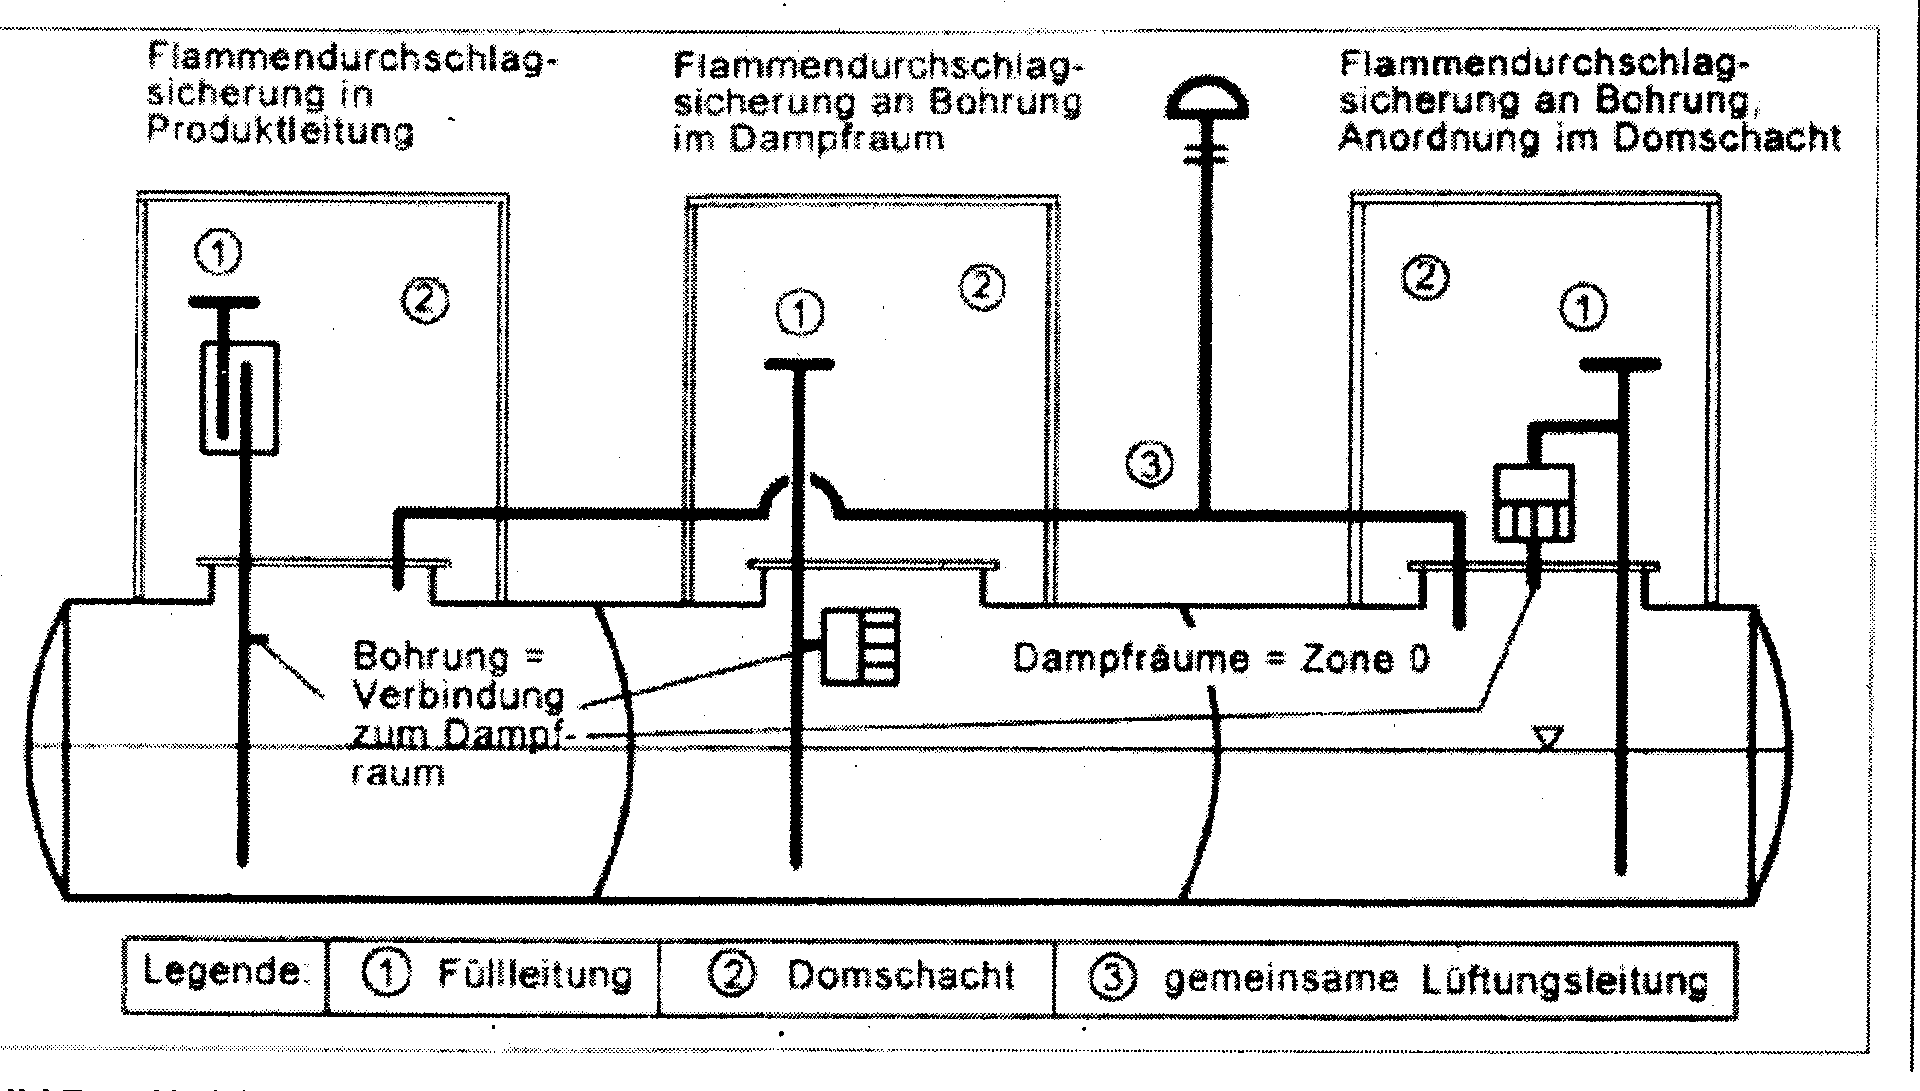 Flammendurchschlag-
sicherung in
Produktleitung
Flammendurchschlag-
sicherung an Bohrung
im Dampfraum
Flammendurchschlag-
sicherung an Bohrung,
Anordnung im Domschacht
1
2
1
2
3
2
1
Bohrung =
Verbindung
zum Dampf-
raum
Dampfräume = Zone 0
Legende:
1 Füllleitung
2 Domschacht
3 gemeinsame Lüftungsleitung